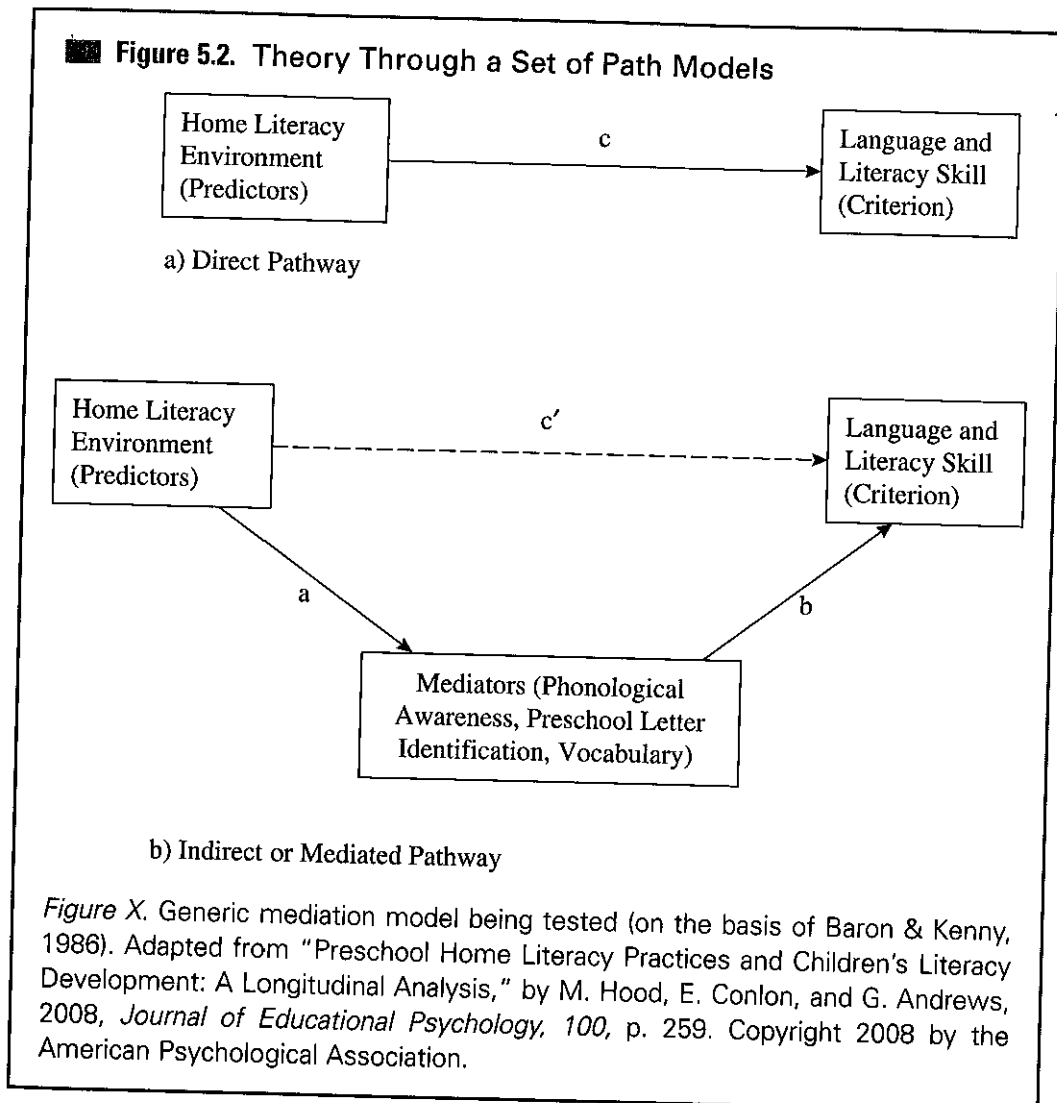 Figure 5.2. Theory Through a Set of Path Models
Home Literacy
Environment
(Predictors)
c
Language and
Literacy Skill
(Criterion)
a) Direct Pathway
Home Literacy
Environment
(Predictors)
c′
Language and
Literacy Skill
(Criterion)
a
b
Mediators (Phonological
Awareness, Preschool Letter
Identification, Vocabulary)
b) Indirect or Mediated Pathway
Figure X. Generic mediation model being tested (on the basis of Baron & Kenny,
1986). Adapted from "Preschool Home Literacy Practices and Children's Literacy
Development: A Longitudinal Analysis," by M. Hood, E. Conlon, and G. Andrews,
2008, Journal of Educational Psychology, 100, p. 259. Copyright 2008 by the
American Psychological Association.